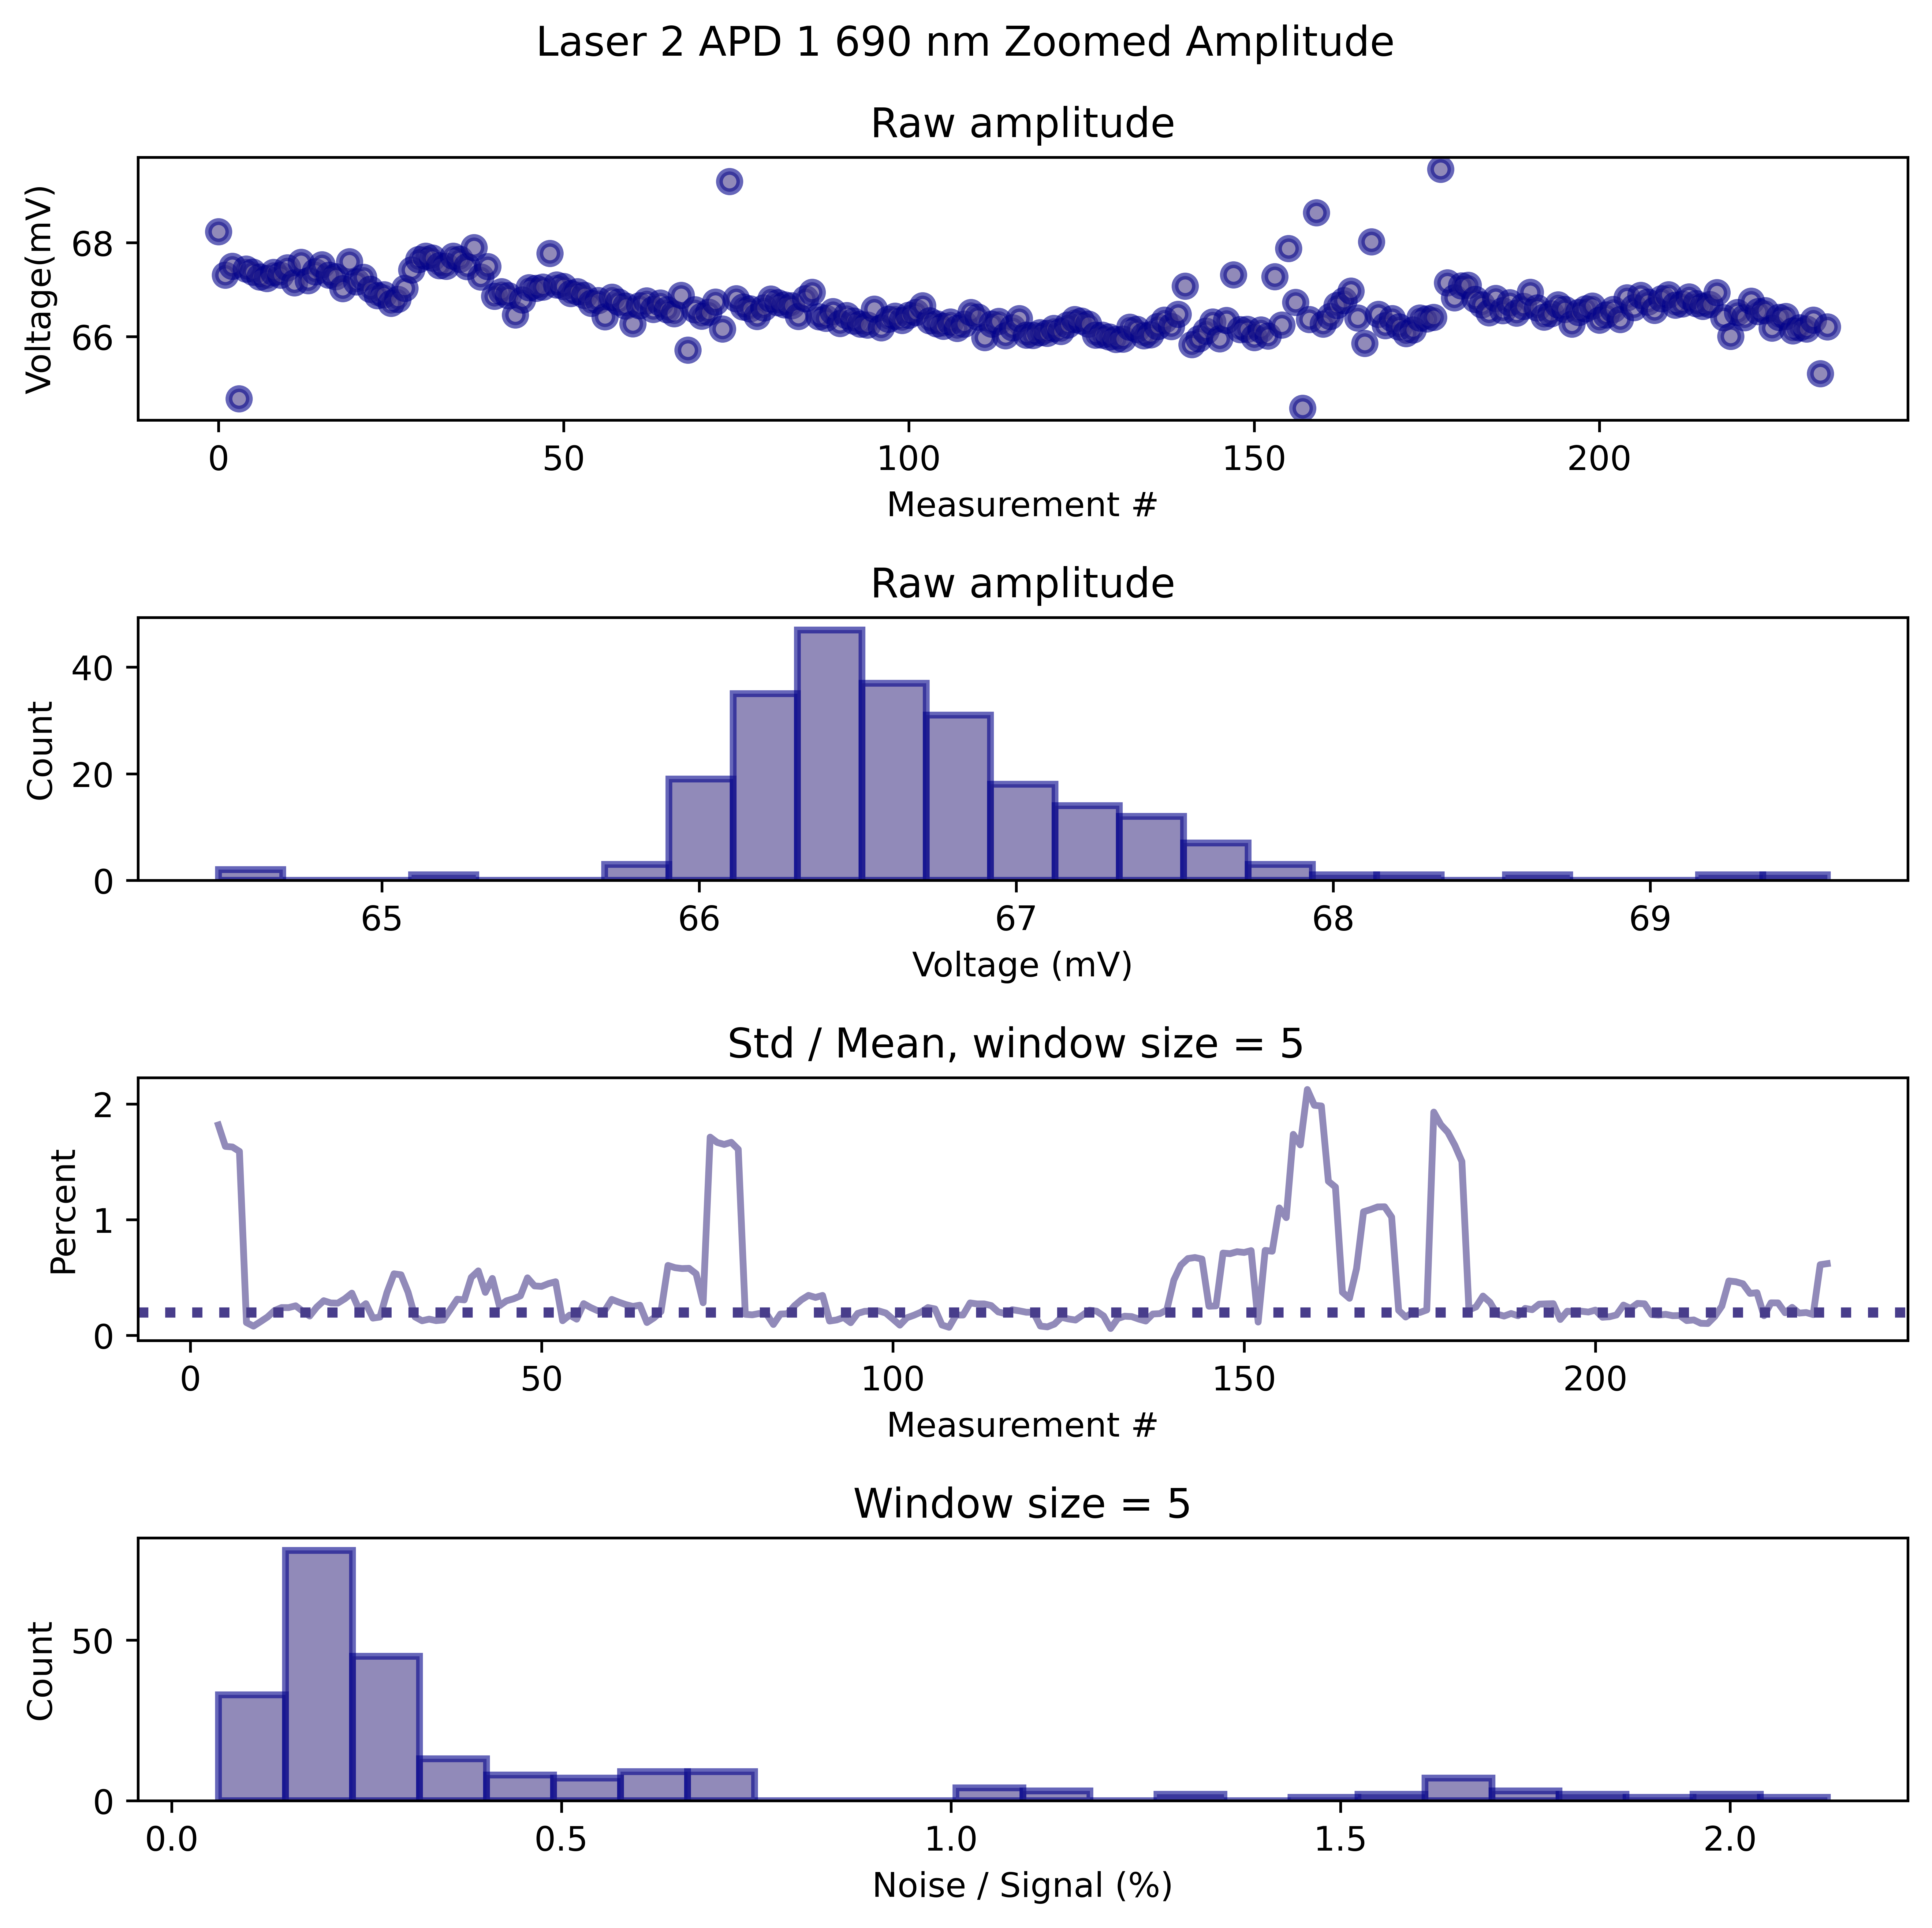 Laser 2 APD 1 690 nm Zoomed Amplitude
Raw amplitude
Voltage(mV)
68
66
0 50 100 150 200
Measurement #
Raw amplitude
Count
40
20
0
65 66 67 68 69
Voltage (mV)
Std / Mean, window size = 5
Percent
2
1
0
0 50 100 150 200
Measurement #
Window size = 5
Count
50
0
0.0 0.5 1.0 1.5 2.0
Noise / Signal (%)